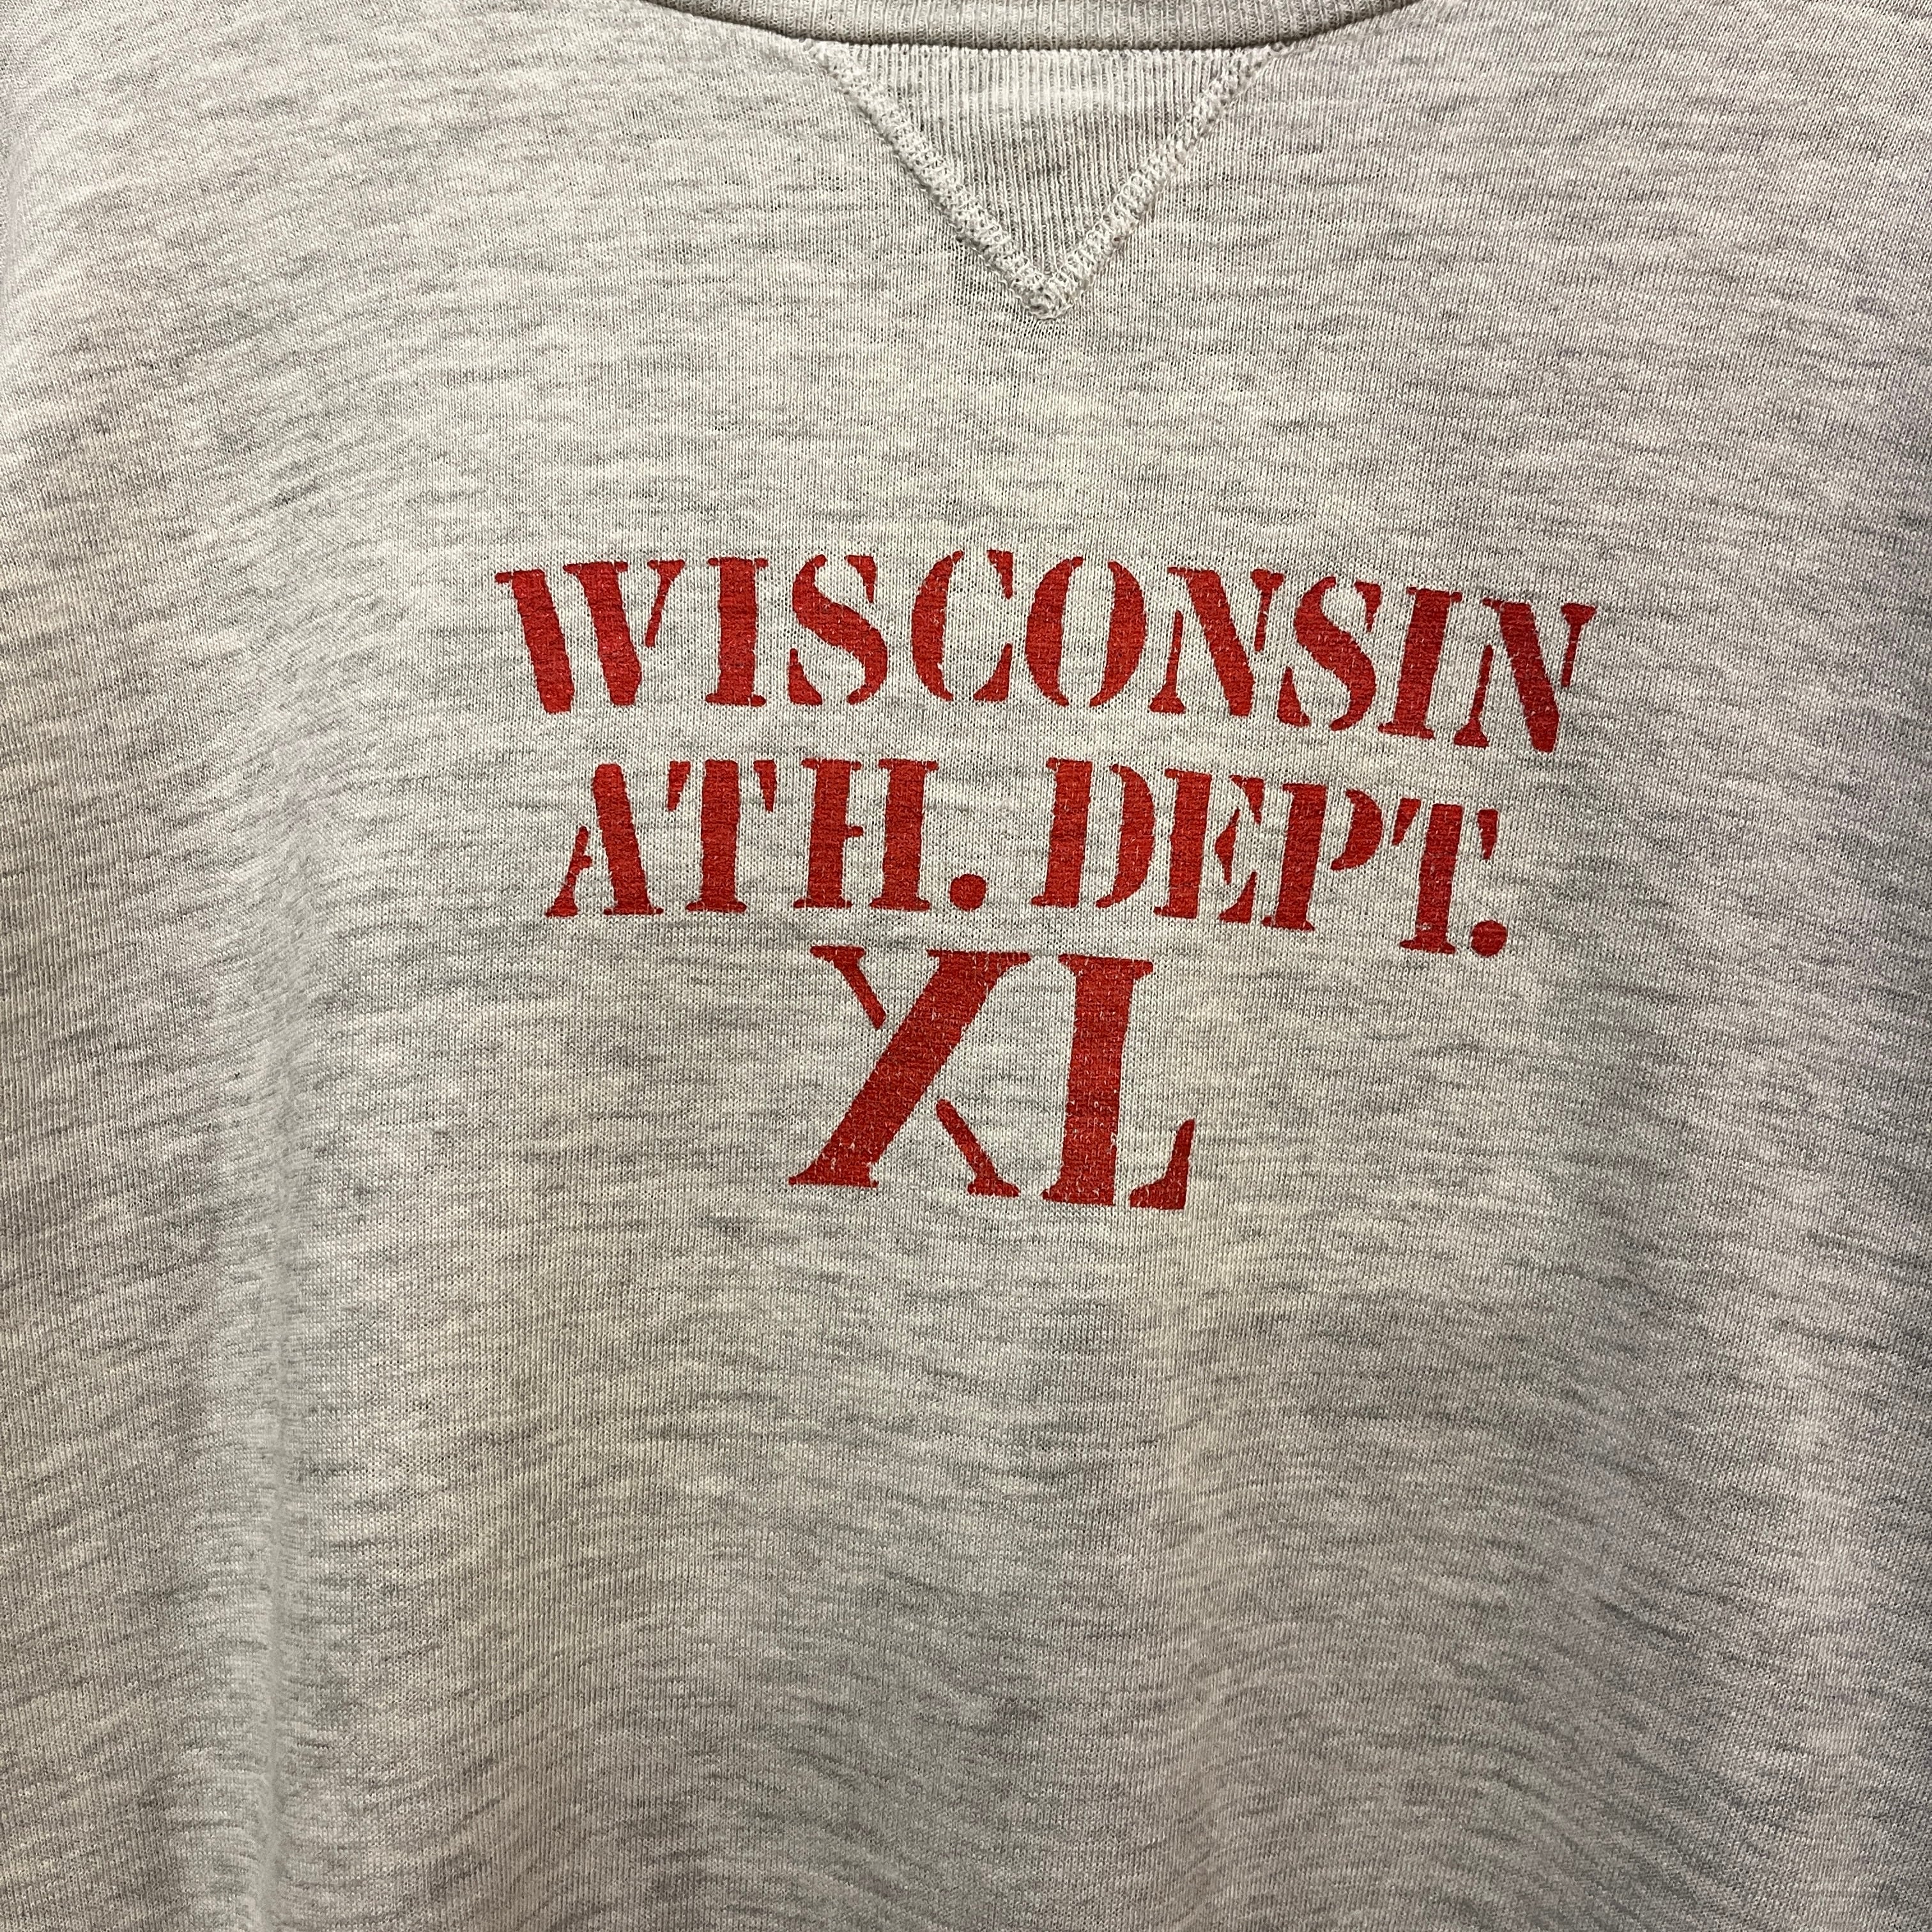 WISCONSIN
ATH. DEPT.
XL